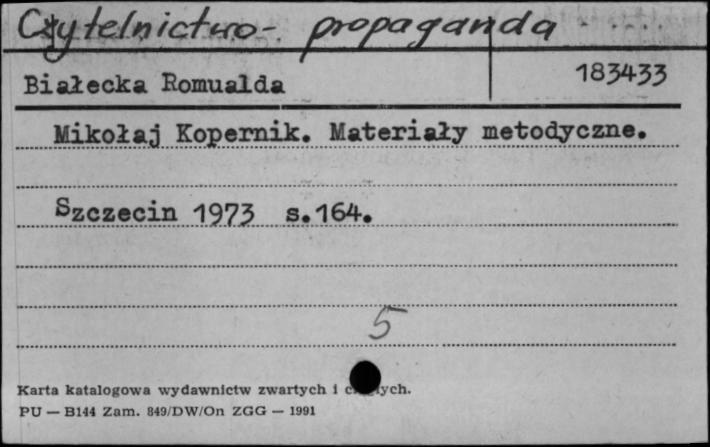 Czytelnictwo - propaganda
Białecka Romualda
183433
Mikołaj Kopernik. Materiały metodyczne.
Szczecin 1973 s.164.
5
Karta katalogowa wydawnictw zwartych i
PU — B144 Zam. 849/DW/On ZGG — 1991